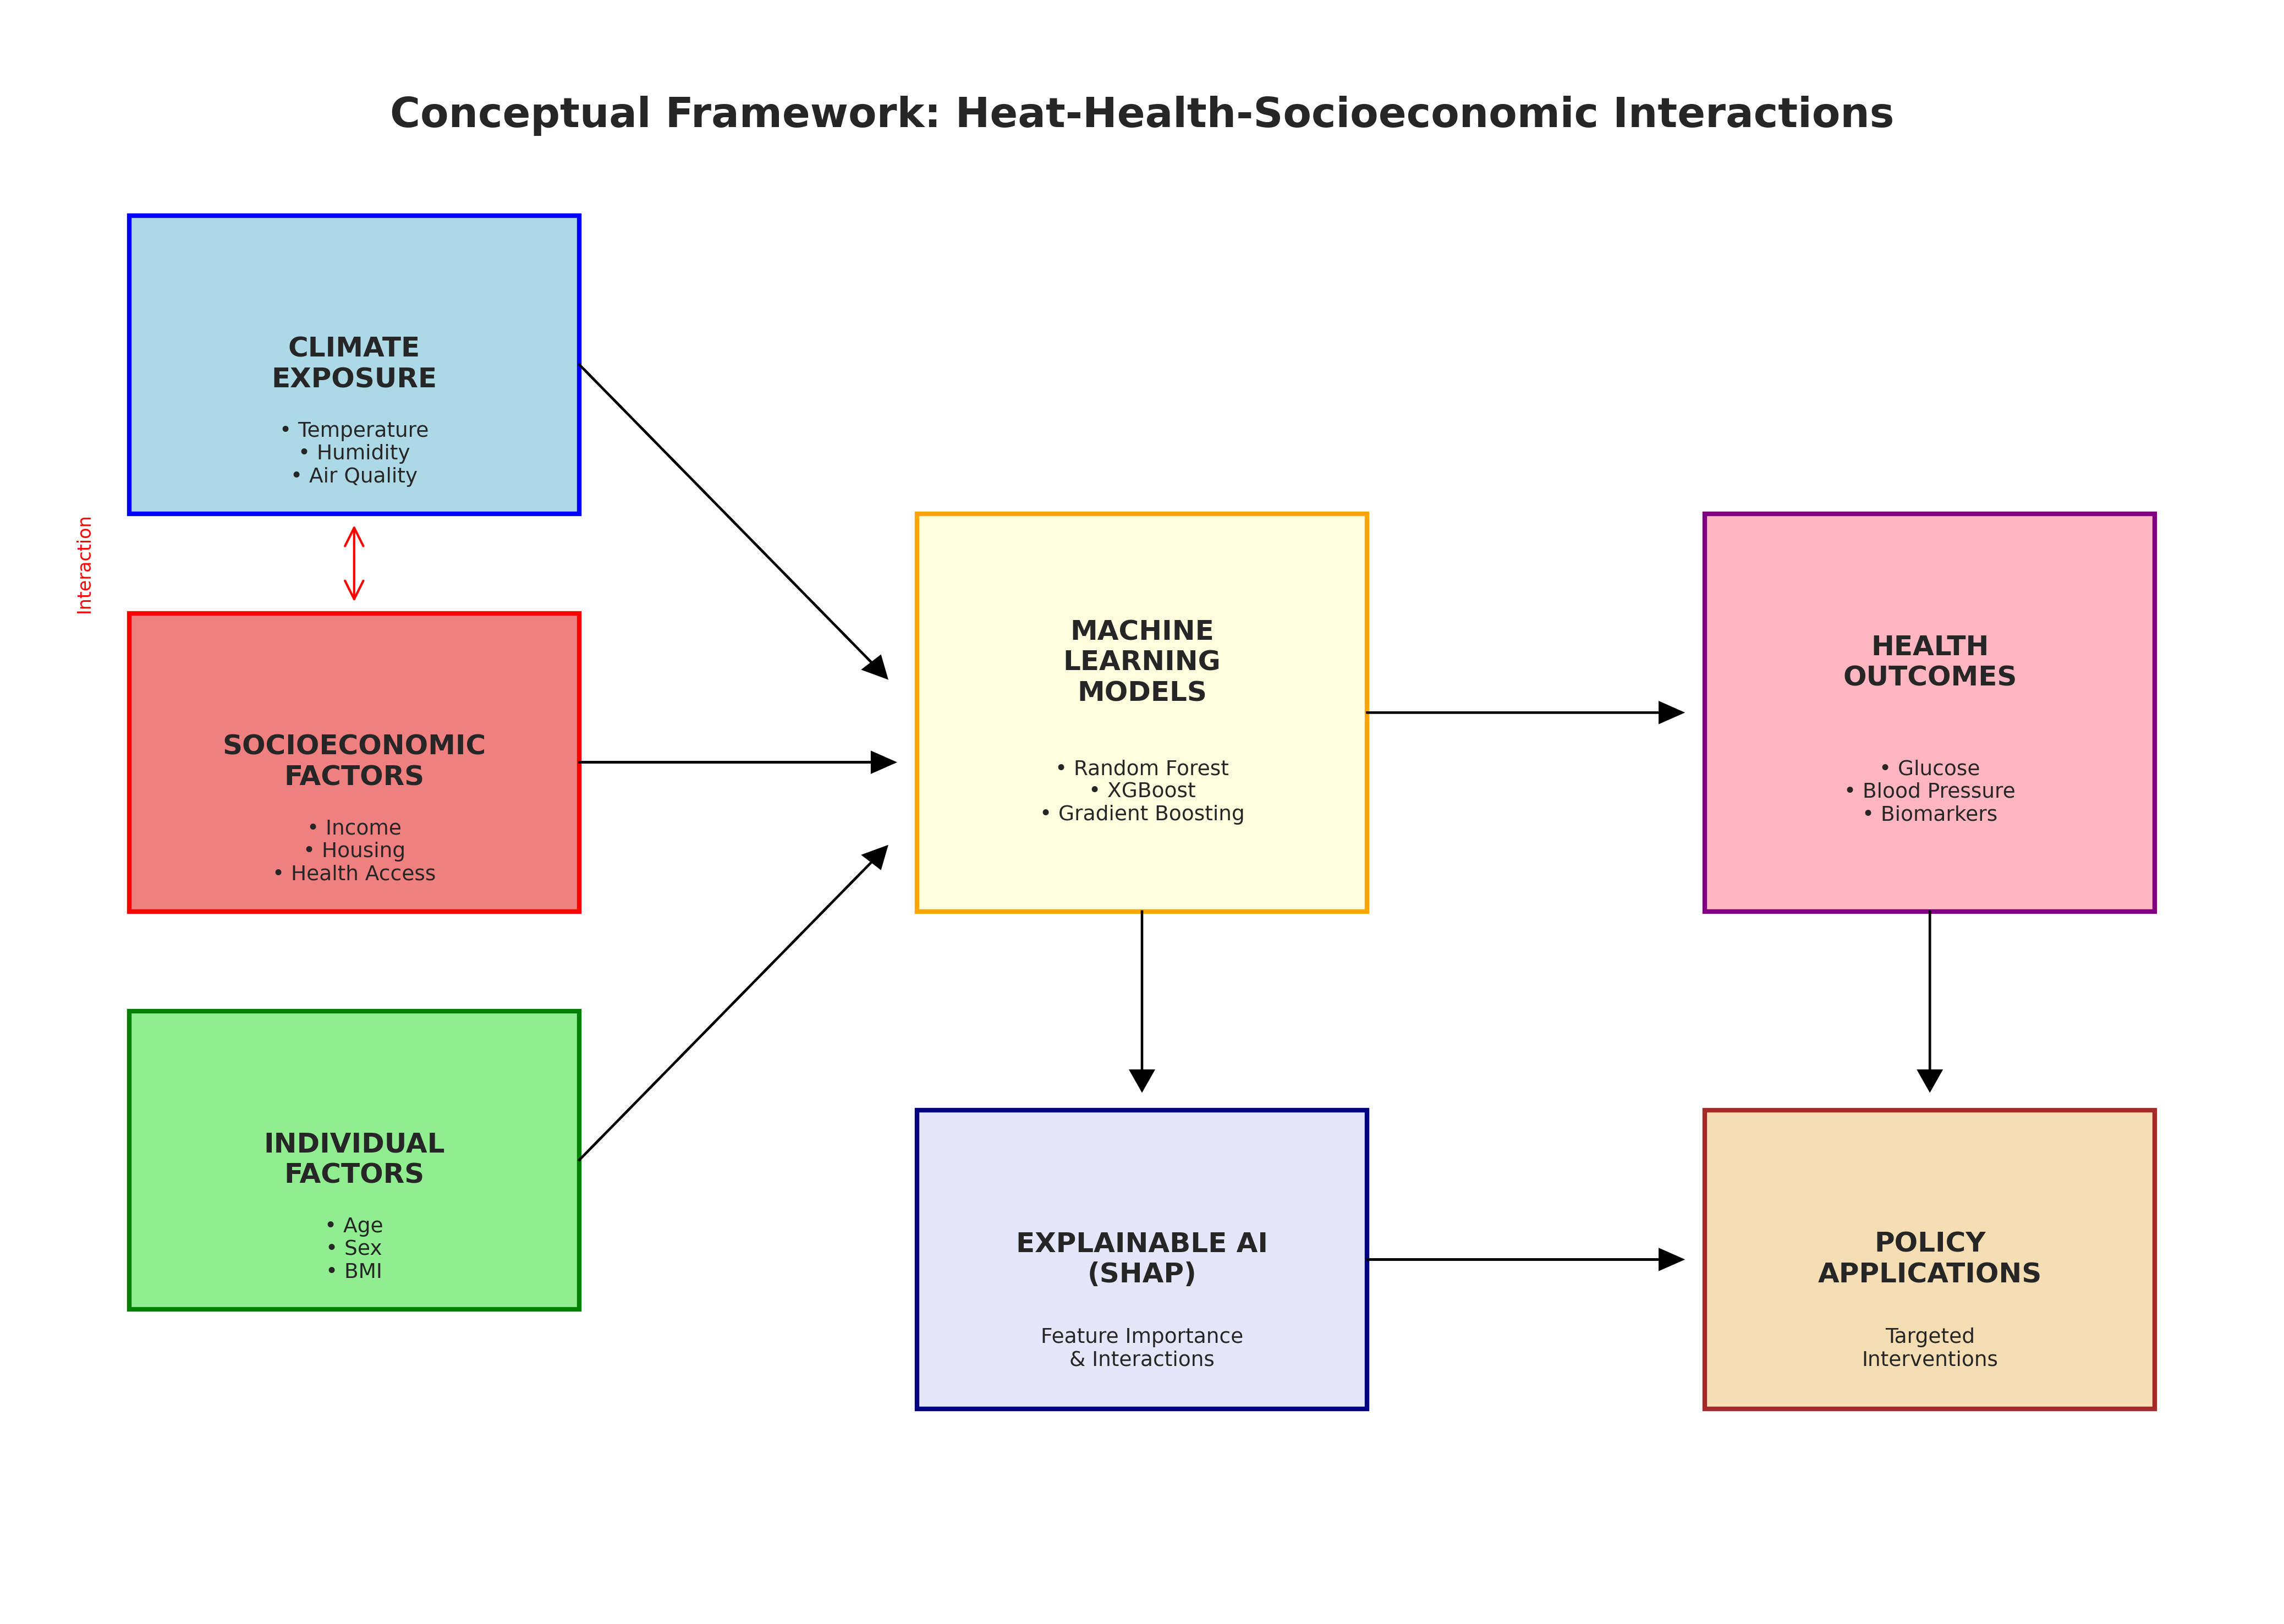 Conceptual Framework: Heat-Health-Socioeconomic Interactions
CLIMATE
EXPOSURE
• Temperature
• Humidity
• Air Quality
Interaction
SOCIOECONOMIC
FACTORS
• Income
• Housing
• Health Access
INDIVIDUAL
FACTORS
• Age
• Sex
• BMI
MACHINE
LEARNING
MODELS
• Random Forest
• XGBoost
• Gradient Boosting
HEALTH
OUTCOMES
• Glucose
• Blood Pressure
• Biomarkers
EXPLAINABLE AI
(SHAP)
Feature Importance
& Interactions
POLICY
APPLICATIONS
Targeted
Interventions